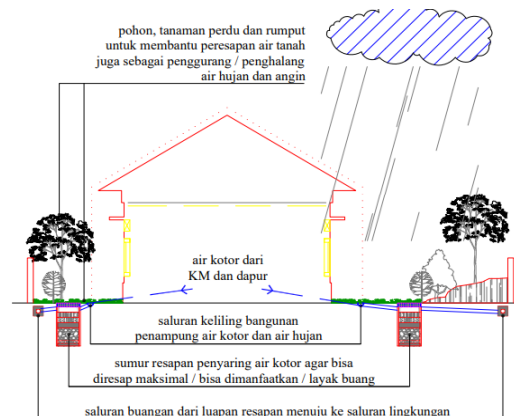 pohon, tanaman perdu dan rumput
untuk membantu peresapan air tanah
juga sebagai penggurang / penghalang
air hujan dan angin
air kotor dari
KM dan dapur
saluran keliling bangunan
penampung air kotor dan air hujan
sumur resapan penyaring air kotor agar bisa
diresap maksimal / bisa dimanfaatkan / layak buang
saluran buangan dari luapan resapan menuju ke saluran lingkungan